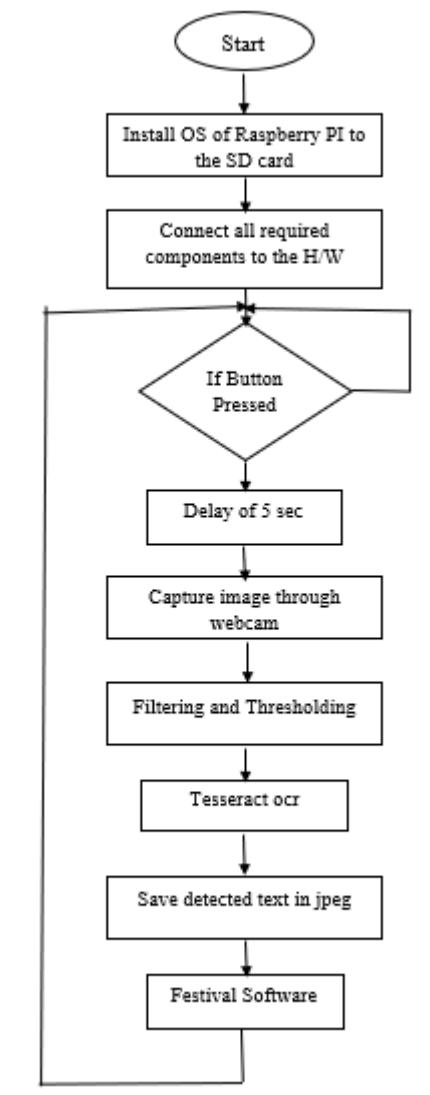 Start
Install OS of Raspberry PI to
the SD card
Connect all required
components to the H/W
If Button
Pressed
Delay of 5 sec
Capture image through
webcam
Filtering and Thresholding
Tesseract ocr
Save detected text in jpeg
Festival Software